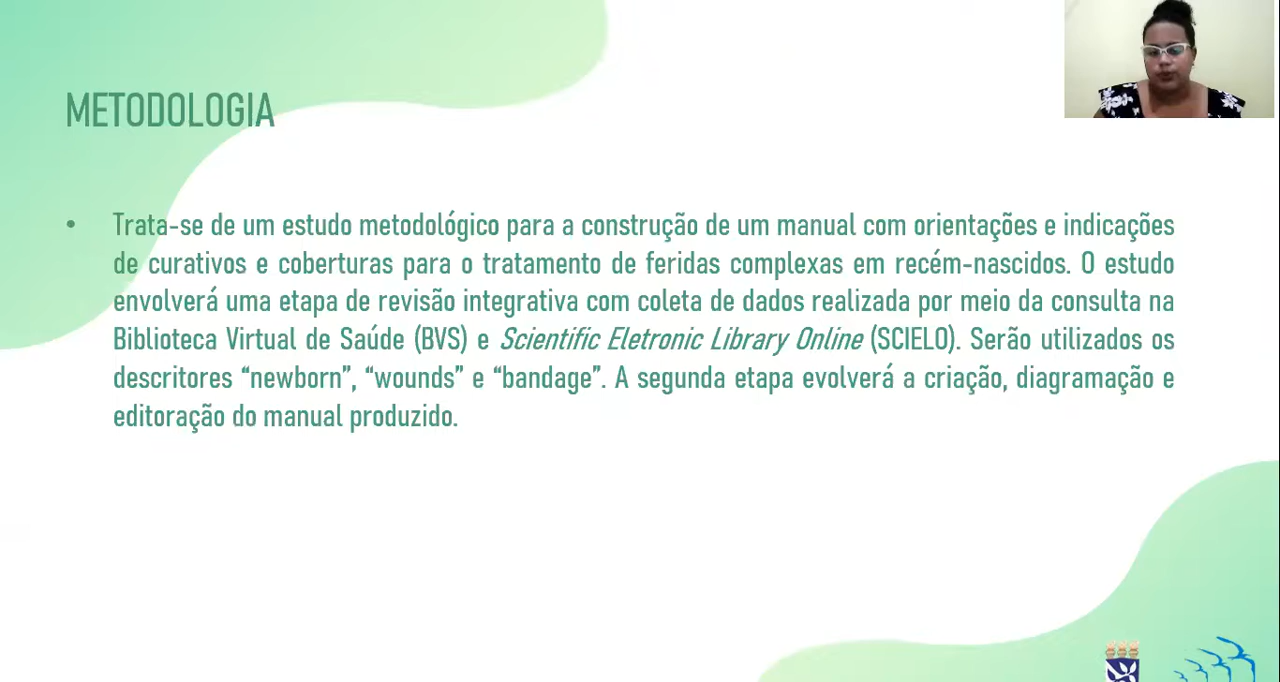 METODOLOGIA
• Trata-se de um estudo metodológico para a construção de um manual com orientações e indicações
de curativos e coberturas para o tratamento de feridas complexas em recém-nascidos. O estudo
envolverá uma etapa de revisão integrativa com coleta de dados realizada por meio da consulta na
Biblioteca Virtual de Saúde (BVS) e Scientific Eletronic Library Online (SCIELO). Serão utilizados os
descritores “newborn”, “wounds” e “bandage”. A segunda etapa evolverá a criação, diagramação e
editoração do manual produzido.